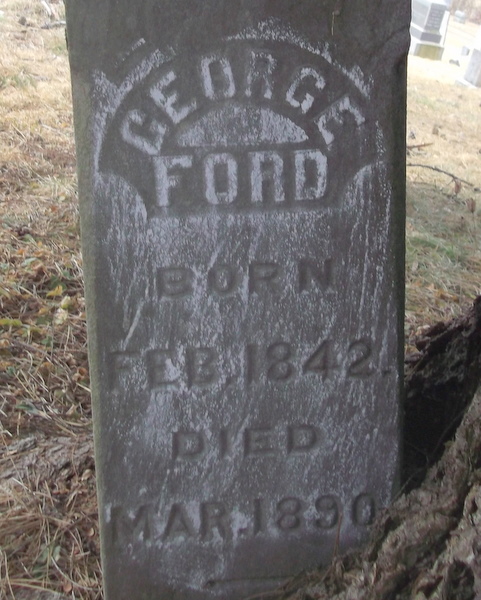 GEORGE
FORD
BORN
FEB. 1842.
DIED
MAR. 1890